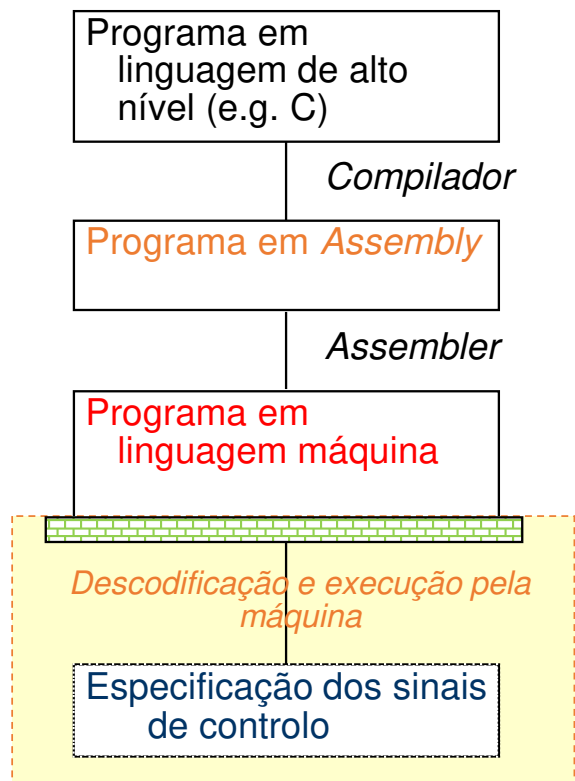 Programa em
linguagem de alto
nível (e.g. C)
Compilador
Programa em Assembly
Assembler
Programa em
linguagem máquina
Descodificação e execução pela
máquina
Especificação dos sinais
de controlo